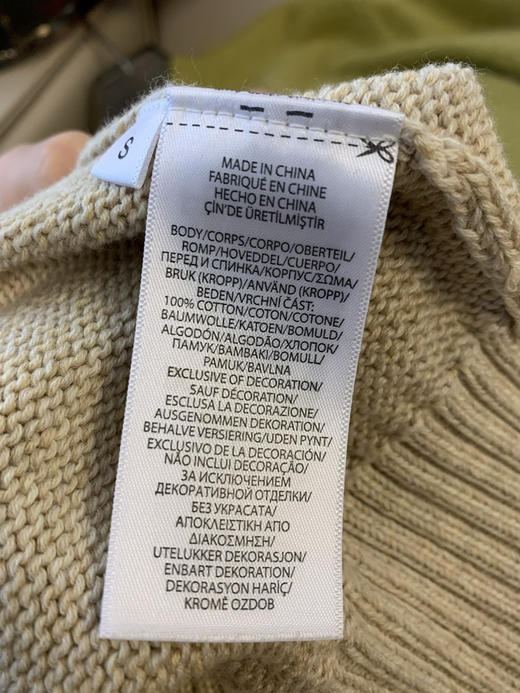 S
MADE IN CHINA
FABRIQUÉ EN CHINE
HECHO EN CHINA
ÇİN'DE ÜRETİLMİŞTİR
BODY/CORPS/CORPO/OBERTEIL/
ROMP/HOVEDDEL/CUERPO/
ПЕРЕД И СПИНКА/КОРПУС/ΣΩΜΑ/
BRUK (KROPP)/ANVÄND (KROPP)/
BEDEN/VRCHNÍ ČÁST:
100% COTTON/COTON/COTONE/
BAUMWOLLE/KATOEN/BOMULD/
ALGODÓN/ALGODÃO/ХЛОПОК/
ПАМУК/ΒΑΜΒΑΚΙ/BOMULL/
PAMUK/BAVLNA
EXCLUSIVE OF DECORATION/
SAUF DÉCORATION/
ESCLUSA LA DECORAZIONE/
AUSGENOMMEN DEKORATION/
BEHALVE VERSIERING/UDEN PYNT/
EXCLUSIVO DE LA DECORACIÓN/
NÃO INCLUI DECORAÇÃO/
ЗА ИСКЛЮЧЕНИЕМ
ДЕКОРАТИВНОЙ ОТДЕЛКИ/
БЕЗ УКРАСАТА/
ΑΠΟΚΛΕΙΣΤΙΚΗ ΑΠΟ
ΔΙΑΚΟΣΜΗΣΗ/
UTELUKKER DEKORASJON/
ENBART DEKORATION/
DEKORASYON HARİÇ/
KROMĚ OZDOB